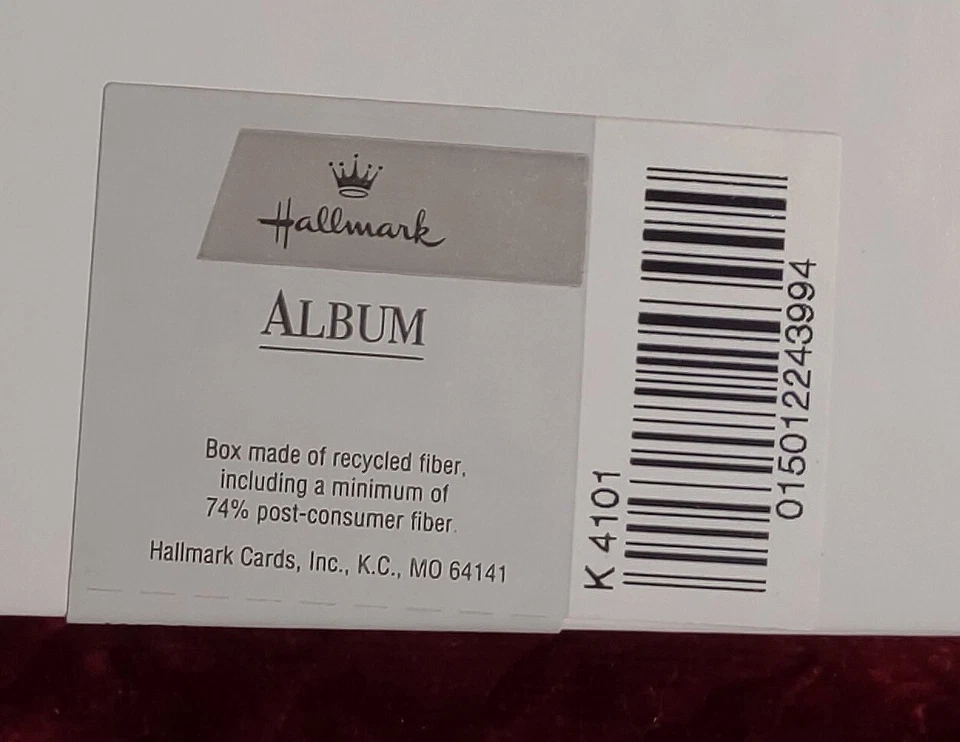 Hallmark
ALBUM
Box made of recycled fiber,
including a minimum of
74% post-consumer fiber.
Hallmark Cards, Inc., K.C., MO 64141
K 4101
015012243994